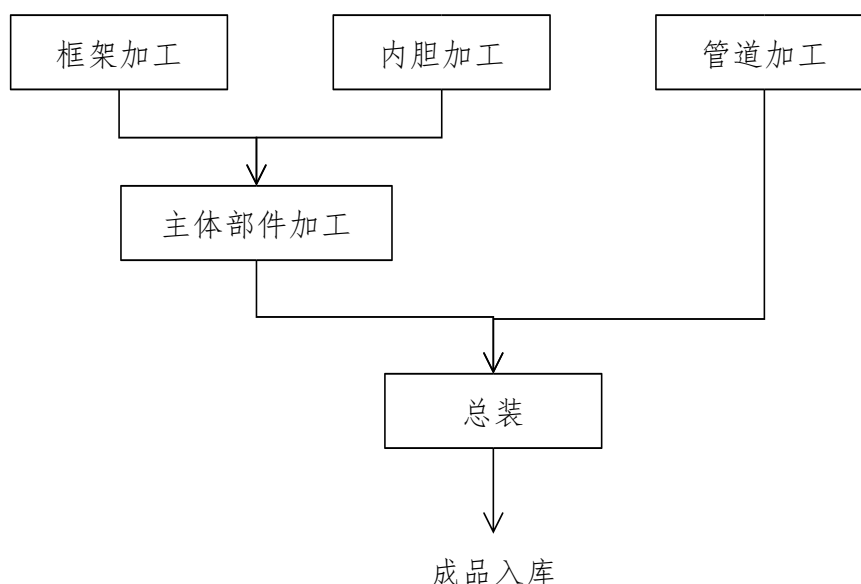 框架加工
内胆加工
管道加工
主体部件加工
总装
成品入库